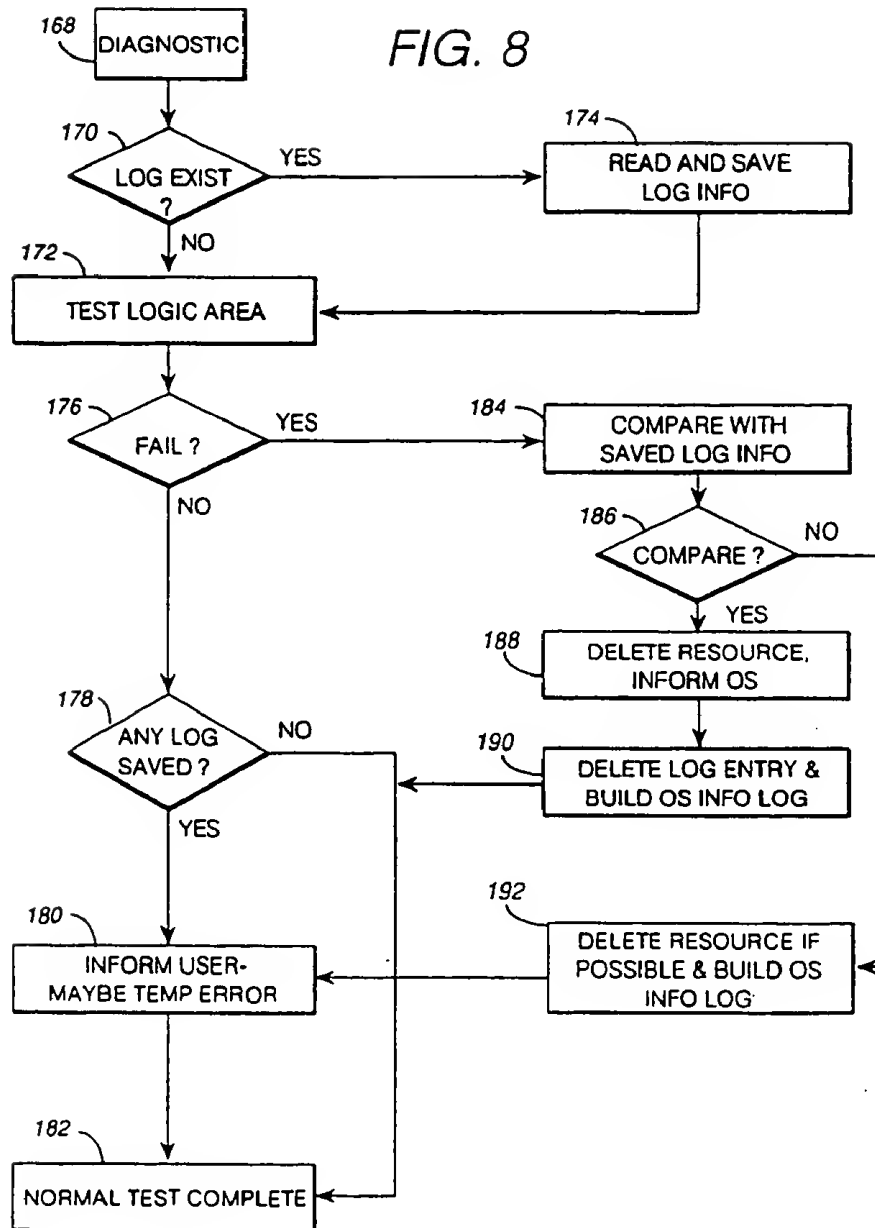 FIG. 8
168
DIAGNOSTIC
170
LOG EXIST
?
YES
NO
174
READ AND SAVE
LOG INFO
172
TEST LOGIC AREA
176
FAIL ?
YES
NO
184
COMPARE WITH
SAVED LOG INFO
186
COMPARE ?
NO
YES
188
DELETE RESOURCE,
INFORM OS
178
ANY LOG
SAVED ?
NO
YES
190
DELETE LOG ENTRY &
BUILD OS INFO LOG
192
DELETE RESOURCE IF
POSSIBLE & BUILD OS
INFO LOG
180
INFORM USER-
MAYBE TEMP ERROR
182
NORMAL TEST COMPLETE